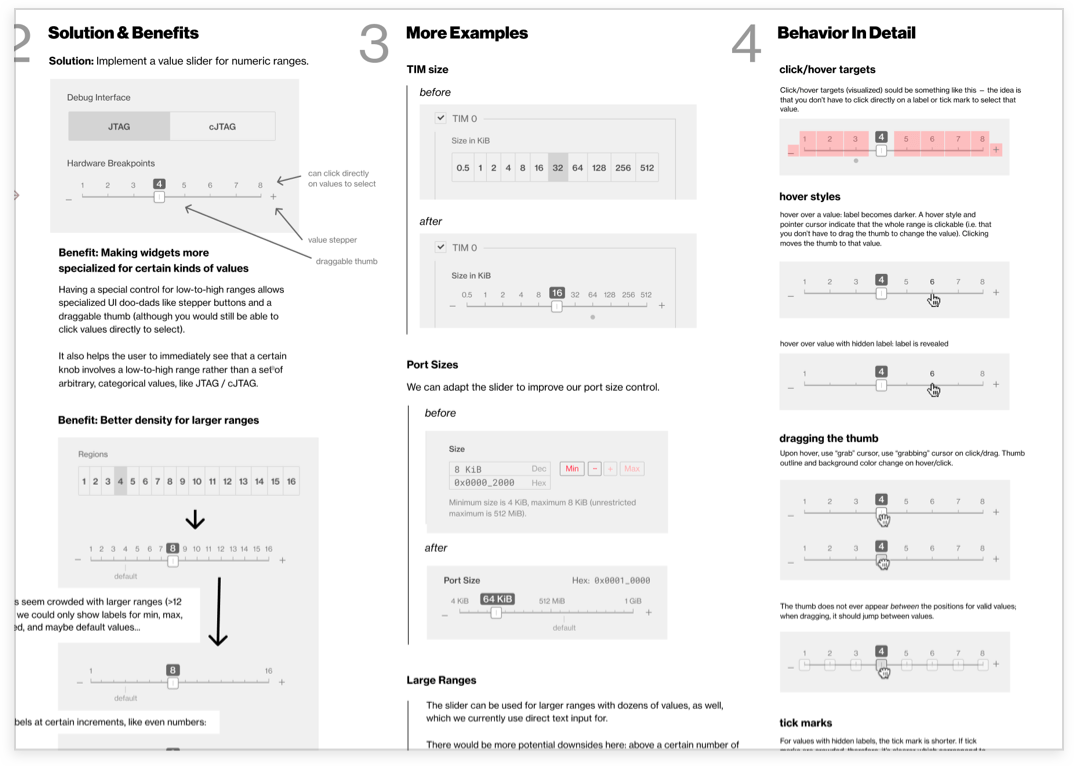 2
Solution & Benefits
Solution: Implement a value slider for numeric ranges.
Debug Interface
JTAG
cJTAG
Hardware Breakpoints
1 2 3 4 5 6 7 8
– +
can click directly
on values to select
value stepper
draggable thumb
Benefit: Making widgets more
specialized for certain kinds of values
Having a special control for low-to-high ranges allows
specialized UI doo-dads like stepper buttons and a
draggable thumb (although you would still be able to
click values directly to select).
It also helps the user to immediately see that a certain
knob involves a low-to-high range rather than a set of
arbitrary, categorical values, like JTAG / cJTAG.
Benefit: Better density for larger ranges
Regions
1 2 3 4 5 6 7 8 9 10 11 12 13 14 15 16
1 2 3 4 5 6 7 8 9 10 11 12 13 14 15 16
– +
default
s seem crowded with larger ranges (>12
we could only show labels for min, max,
ed, and maybe default values...
1 8 16
– +
default
bels at certain increments, like even numbers:
3
More Examples
TIM size
before
TIM 0
Size in KiB
0.5 1 2 4 8 16 32 64 128 256 512
after
TIM 0
Size in KiB
0.5 1 2 4 8 16 32 64 128 256 512
– +
Port Sizes
We can adapt the slider to improve our port size control.
before
Size
8 KiB Dec
0x0000_2000 Hex
Min – + Max
Minimum size is 4 KiB, maximum 8 KiB (unrestricted
maximum is 512 MiB).
after
Port Size Hex: 0x0001_0000
4 KiB 64 KiB 512 MiB 1 GiB
– +
default
Large Ranges
The slider can be used for larger ranges with dozens of values, as well,
which we currently use direct text input for.
There would be more potential downsides here: above a certain number of
4
Behavior In Detail
click/hover targets
Click/hover targets (visualized) sould be something like this – the idea is
that you don't have to click directly on a label or tick mark to select that
value.
1 2 3 4 5 6 7 8
– +
hover styles
hover over a value: label becomes darker. A hover style and
pointer cursor indicate that the whole range is clickable (i.e. that
you don't have to drag the thumb to change the value). Clicking
moves the thumb to that value.
1 2 3 4 5 6 7 8
– +
hover over value with hidden label: label is revealed
1 4 6 8
– +
dragging the thumb
Upon hover, use "grab" cursor, use "grabbing" cursor on click/drag. Thumb
outline and background color change on hover/click.
1 2 3 4 5 6 7 8
– +
1 2 3 4 5 6 7 8
– +
The thumb does not ever appear between the positions for valid values;
when dragging, it should jump between values.
1 2 3 4 5 6 7 8
– +
tick marks
For values with hidden labels, the tick mark is shorter. If tick